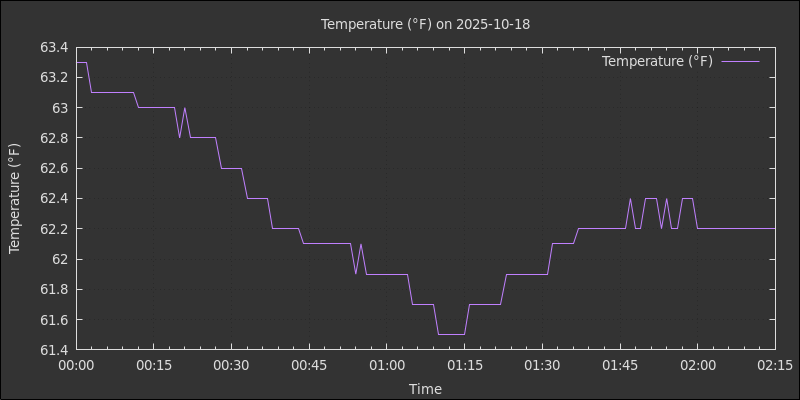 Temperature (°F) on 2025-10-18
Temperature (°F)
63.4
63.2
63
62.8
62.6
62.4
62.2
62
61.8
61.6
61.4
Temperature (°F)
00:00 00:15 00:30 00:45 01:00 01:15 01:30 01:45 02:00 02:15
Time